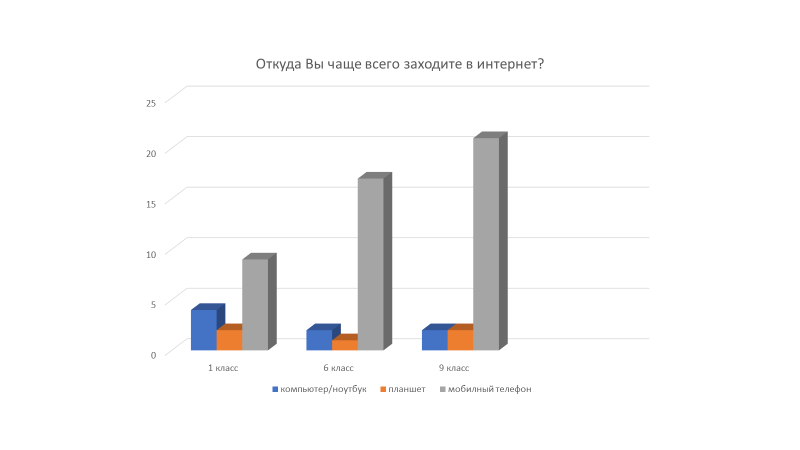 Откуда Вы чаще всего заходите в интернет?
25
20
15
10
5
0
1 класс 6 класс 9 класс
компьютер/ноутбук планшет мобилный телефон